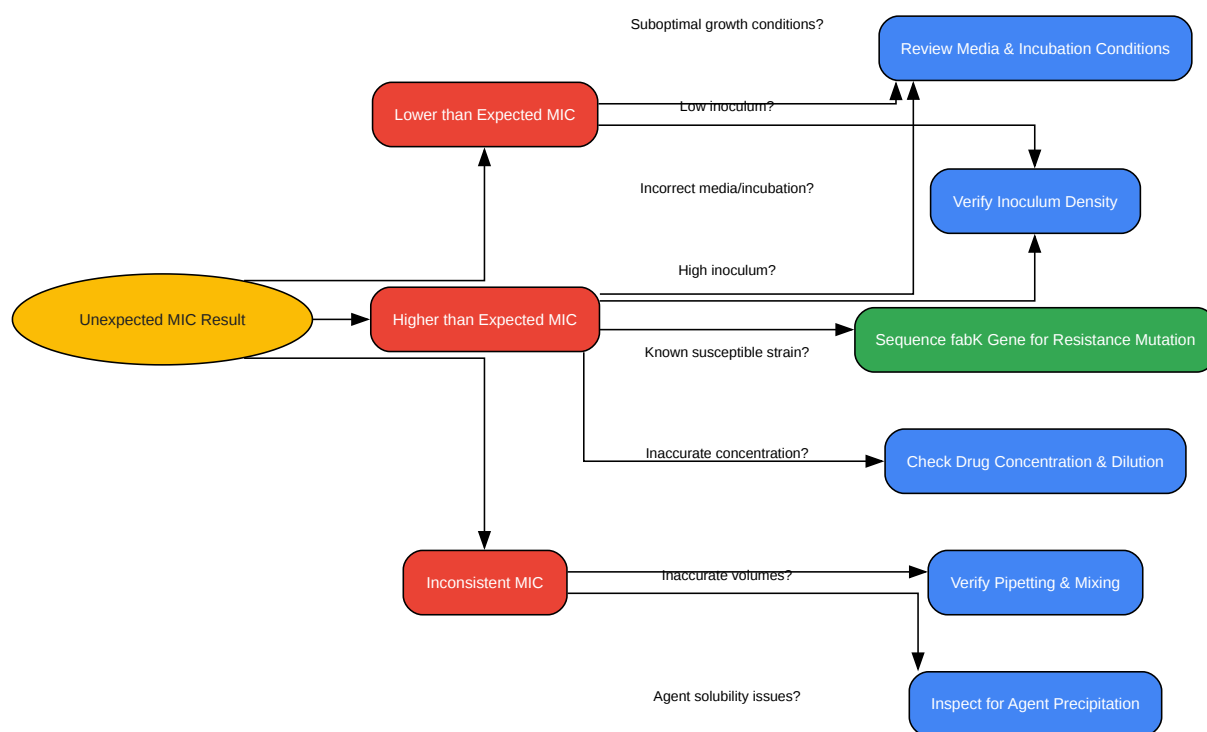 Suboptimal growth conditions?
Review Media & Incubation Conditions
Low inoculum?
Lower than Expected MIC
Incorrect media/incubation?
Verify Inoculum Density
High inoculum?
Unexpected MIC Result
Higher than Expected MIC
Sequence fabK Gene for Resistance Mutation
Known susceptible strain?
Inaccurate concentration?
Check Drug Concentration & Dilution
Inaccurate volumes?
Inconsistent MIC
Verify Pipetting & Mixing
Agent solubility issues?
Inspect for Agent Precipitation